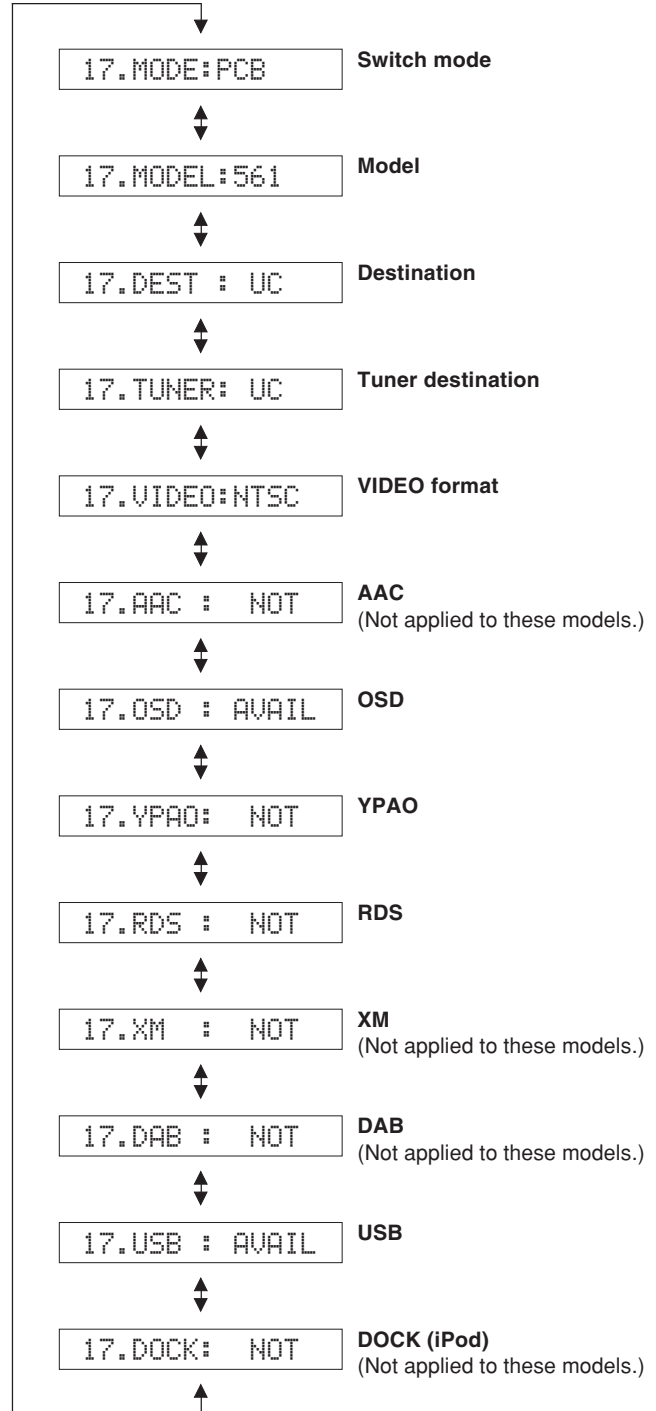 17.MODE:PCB Switch mode
17.MODEL:561 Model
17.DEST : UC Destination
17.TUNER: UC Tuner destination
17.VIDEO:NTSC VIDEO format
17.AAC : NOT AAC
(Not applied to these models.)
17.OSD : AVAIL OSD
17.YPAO: NOT YPAO
17.RDS : NOT RDS
17.XM : NOT XM
(Not applied to these models.)
17.DAB : NOT DAB
(Not applied to these models.)
17.USB : AVAIL USB
17.DOCK: NOT DOCK (iPod)
(Not applied to these models.)